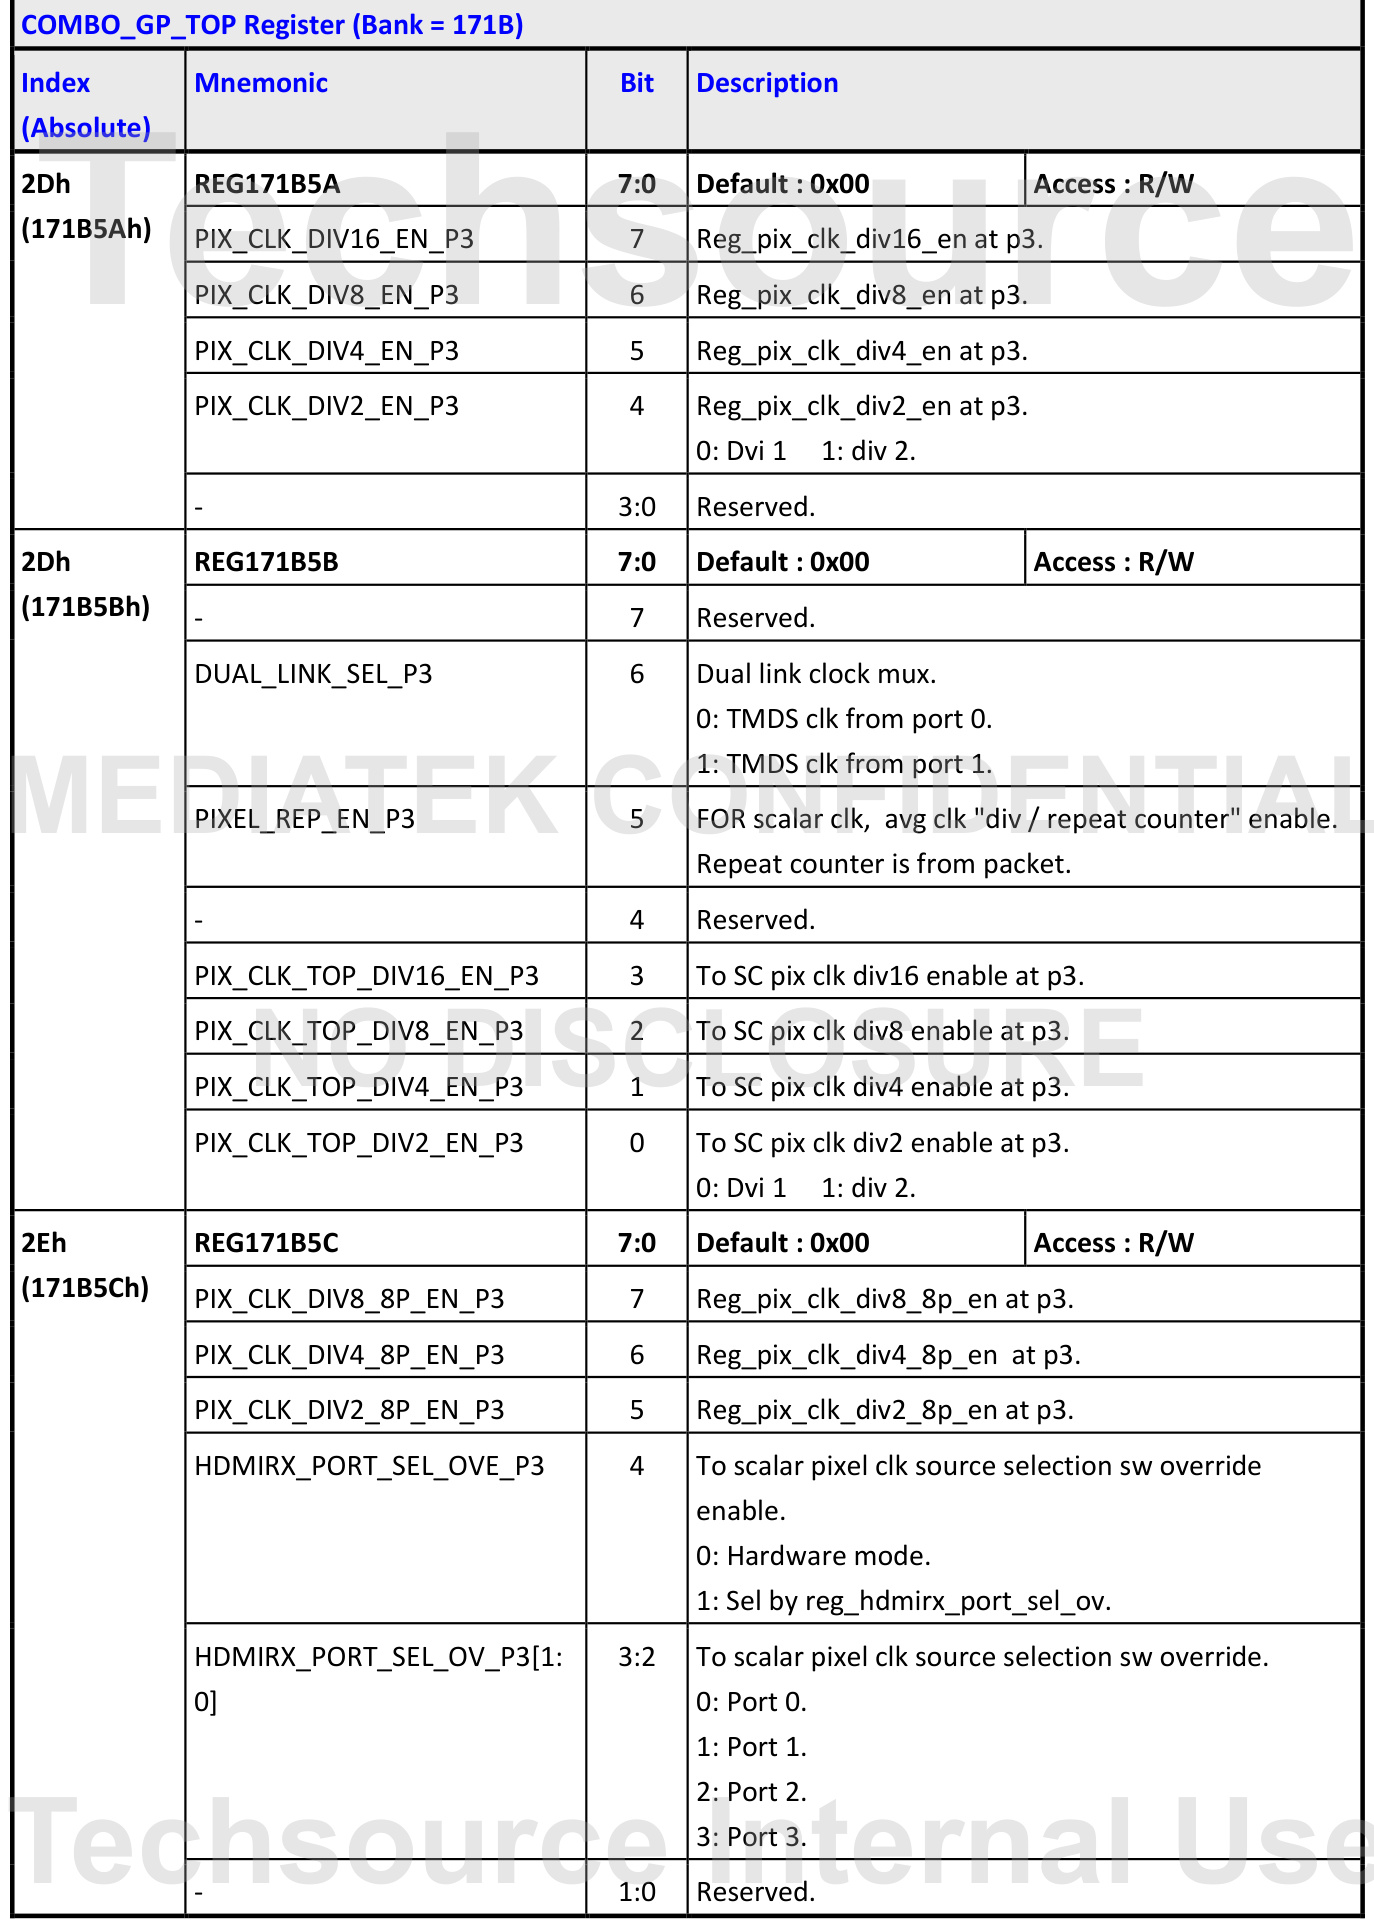 COMBO_GP_TOP Register (Bank = 171B)
Index Mnemonic Bit Description
(Absolute)
2Dh REG171B5A 7:0 Default : 0x00 Access : R/W
(171B5Ah) PIX_CLK_DIV16_EN_P3 7 Reg_pix_clk_div16_en at p3.
PIX_CLK_DIV8_EN_P3 6 Reg_pix_clk_div8_en at p3.
Techsource
PIX_CLK_DIV4_EN_P3 5 Reg_pix_clk_div4_en at p3.
PIX_CLK_DIV2_EN_P3 4 Reg_pix_clk_div2_en at p3.
0: Dvi 1 1: div 2.
- 3:0 Reserved.
2Dh REG171B5B 7:0 Default : 0x00 Access : R/W
(171B5Bh) - 7 Reserved.
DUAL_LINK_SEL_P3 6 Dual link clock mux.
0: TMDS clk from port 0.
1: TMDS clk from port 1.
MEDIATEK CONFIDENTIAL
PIXEL_REP_EN_P3 5 FOR scalar clk, avg clk "div / repeat counter" enable.
Repeat counter is from packet.
- 4 Reserved.
PIX_CLK_TOP_DIV16_EN_P3 3 To SC pix clk div16 enable at p3.
PIX_CLK_TOP_DIV8_EN_P3 2 To SC pix clk div8 enable at p3.
NO DISCLOSURE
PIX_CLK_TOP_DIV4_EN_P3 1 To SC pix clk div4 enable at p3.
PIX_CLK_TOP_DIV2_EN_P3 0 To SC pix clk div2 enable at p3.
0: Dvi 1 1: div 2.
2Eh REG171B5C 7:0 Default : 0x00 Access : R/W
(171B5Ch) PIX_CLK_DIV8_8P_EN_P3 7 Reg_pix_clk_div8_8p_en at p3.
PIX_CLK_DIV4_8P_EN_P3 6 Reg_pix_clk_div4_8p_en at p3.
PIX_CLK_DIV2_8P_EN_P3 5 Reg_pix_clk_div2_8p_en at p3.
HDMIRX_PORT_SEL_OVE_P3 4 To scalar pixel clk source selection sw override
enable.
0: Hardware mode.
1: Sel by reg_hdmirx_port_sel_ov.
HDMIRX_PORT_SEL_OV_P3[1: 3:2 To scalar pixel clk source selection sw override.
0] 0: Port 0.
1: Port 1.
2: Port 2.
3: Port 3.
Techsource Internal Use
- 1:0 Reserved.